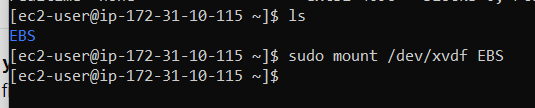 [ec2-user@ip-172-31-10-115 ~]$ ls
EBS
[ec2-user@ip-172-31-10-115 ~]$ sudo mount /dev/xvdf EBS
[ec2-user@ip-172-31-10-115 ~]$